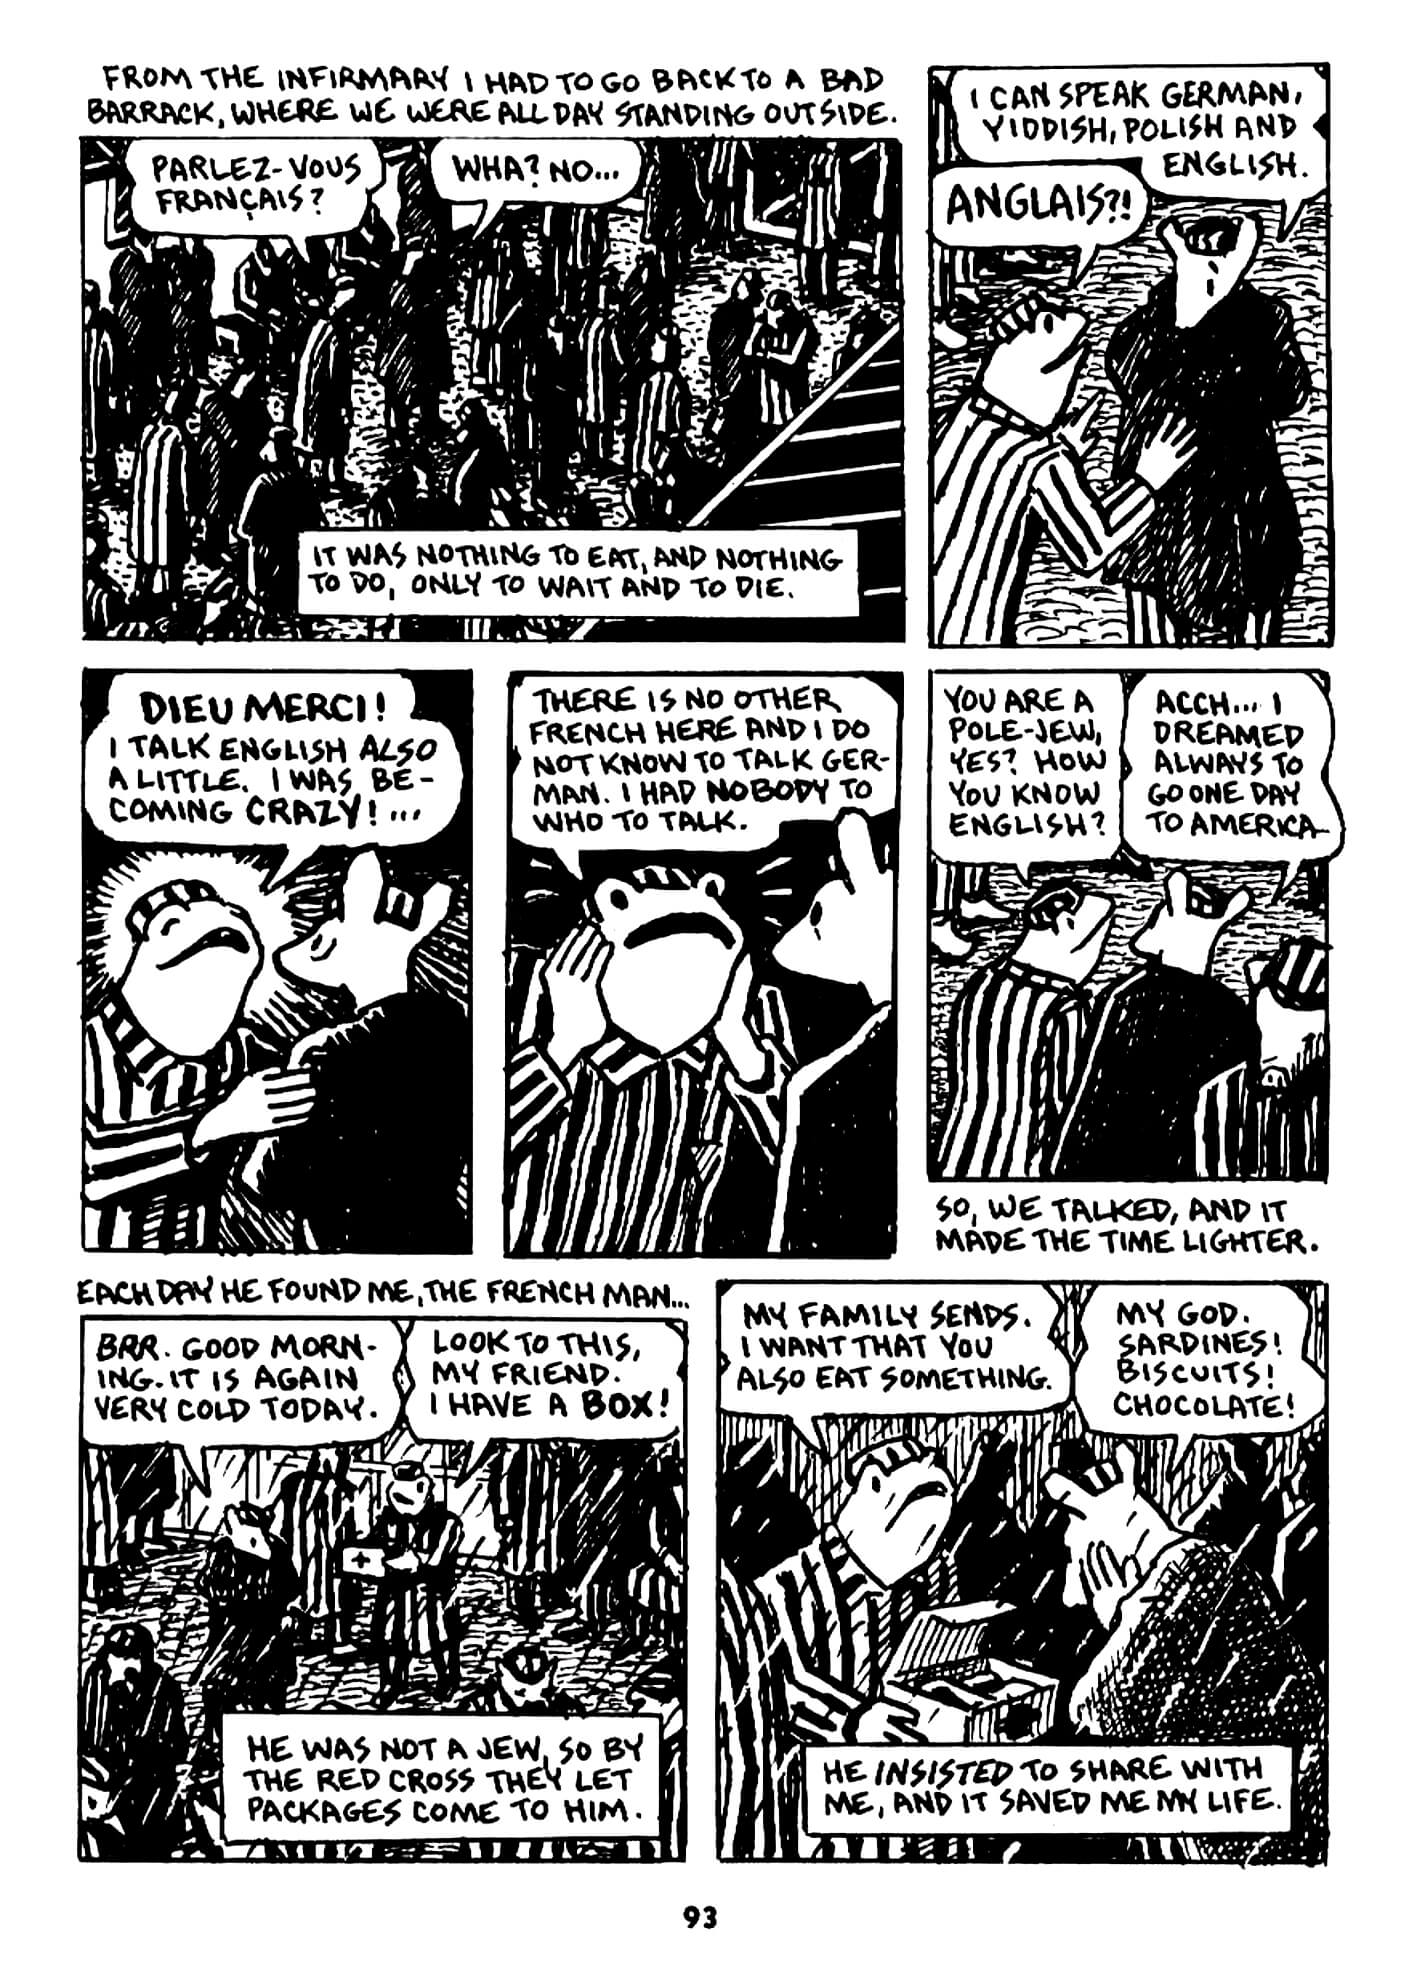 FROM THE INFIRMARY I HAD TO GO BACK TO A BAD
BARRACK, WHERE WE WERE ALL DAY STANDING OUTSIDE.
PARLEZ-VOUS
FRANÇAIS?
WHA? NO...
IT WAS NOTHING TO EAT, AND NOTHING
TO DO, ONLY TO WAIT AND TO DIE.
I CAN SPEAK GERMAN,
YIDDISH, POLISH AND
ENGLISH.
ANGLAIS?!
DIEU MERCI!
I TALK ENGLISH ALSO
A LITTLE. I WAS BE-
COMING CRAZY!...
THERE IS NO OTHER
FRENCH HERE AND I DO
NOT KNOW TO TALK GER-
MAN. I HAD NOBODY TO
WHO TO TALK.
YOU ARE A
POLE-JEW,
YES? HOW
YOU KNOW
ENGLISH?
ACCH... I
DREAMED
ALWAYS TO
GO ONE DAY
TO AMERICA-
SO, WE TALKED, AND IT
MADE THE TIME LIGHTER.
EACH DAY HE FOUND ME, THE FRENCH MAN...
BRR. GOOD MORN-
ING. IT IS AGAIN
VERY COLD TODAY.
LOOK TO THIS,
MY FRIEND.
I HAVE A BOX!
HE WAS NOT A JEW, SO BY
THE RED CROSS THEY LET
PACKAGES COME TO HIM.
MY FAMILY SENDS.
I WANT THAT YOU
ALSO EAT SOMETHING.
MY GOD.
SARDINES!
BISCUITS!
CHOCOLATE!
HE INSISTED TO SHARE WITH
ME, AND IT SAVED ME MY LIFE.
93